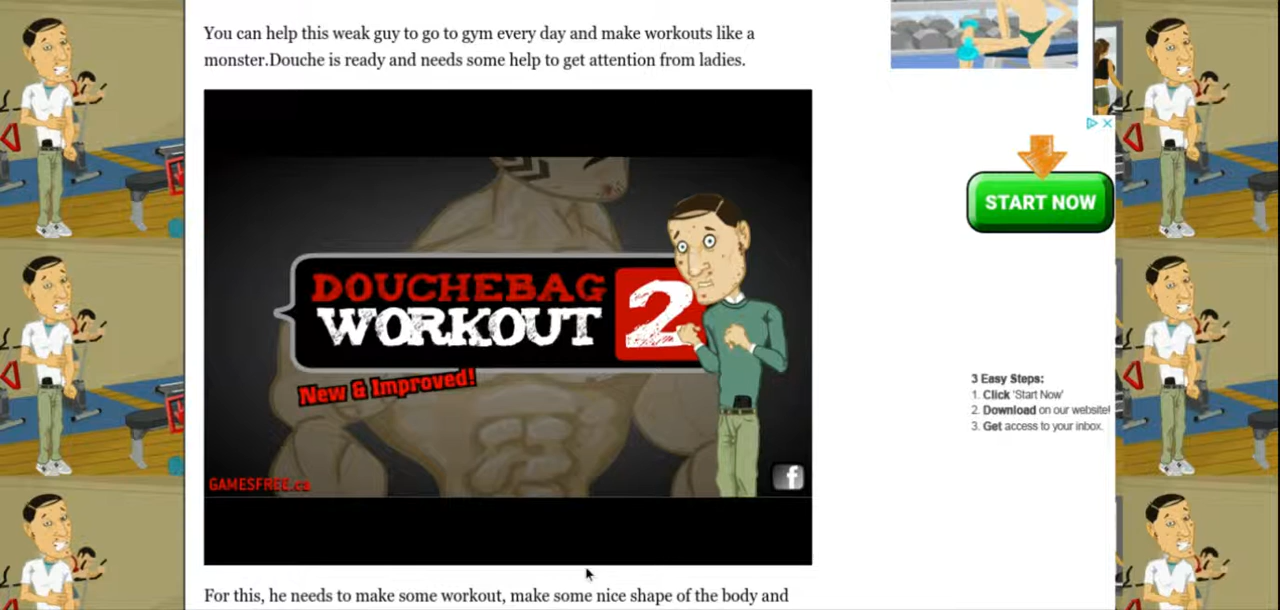 You can help this weak guy to go to gym every day and make workouts like a
monster.Douche is ready and needs some help to get attention from ladies.
DOUCHEBAG
WORKOUT 2
New & Improved!
GAMESFREE.ca
f
START NOW
3 Easy Steps:
1. Click 'Start Now'
2. Download on our website!
3. Get access to your inbox.
For this, he needs to make some workout, make some nice shape of the body and